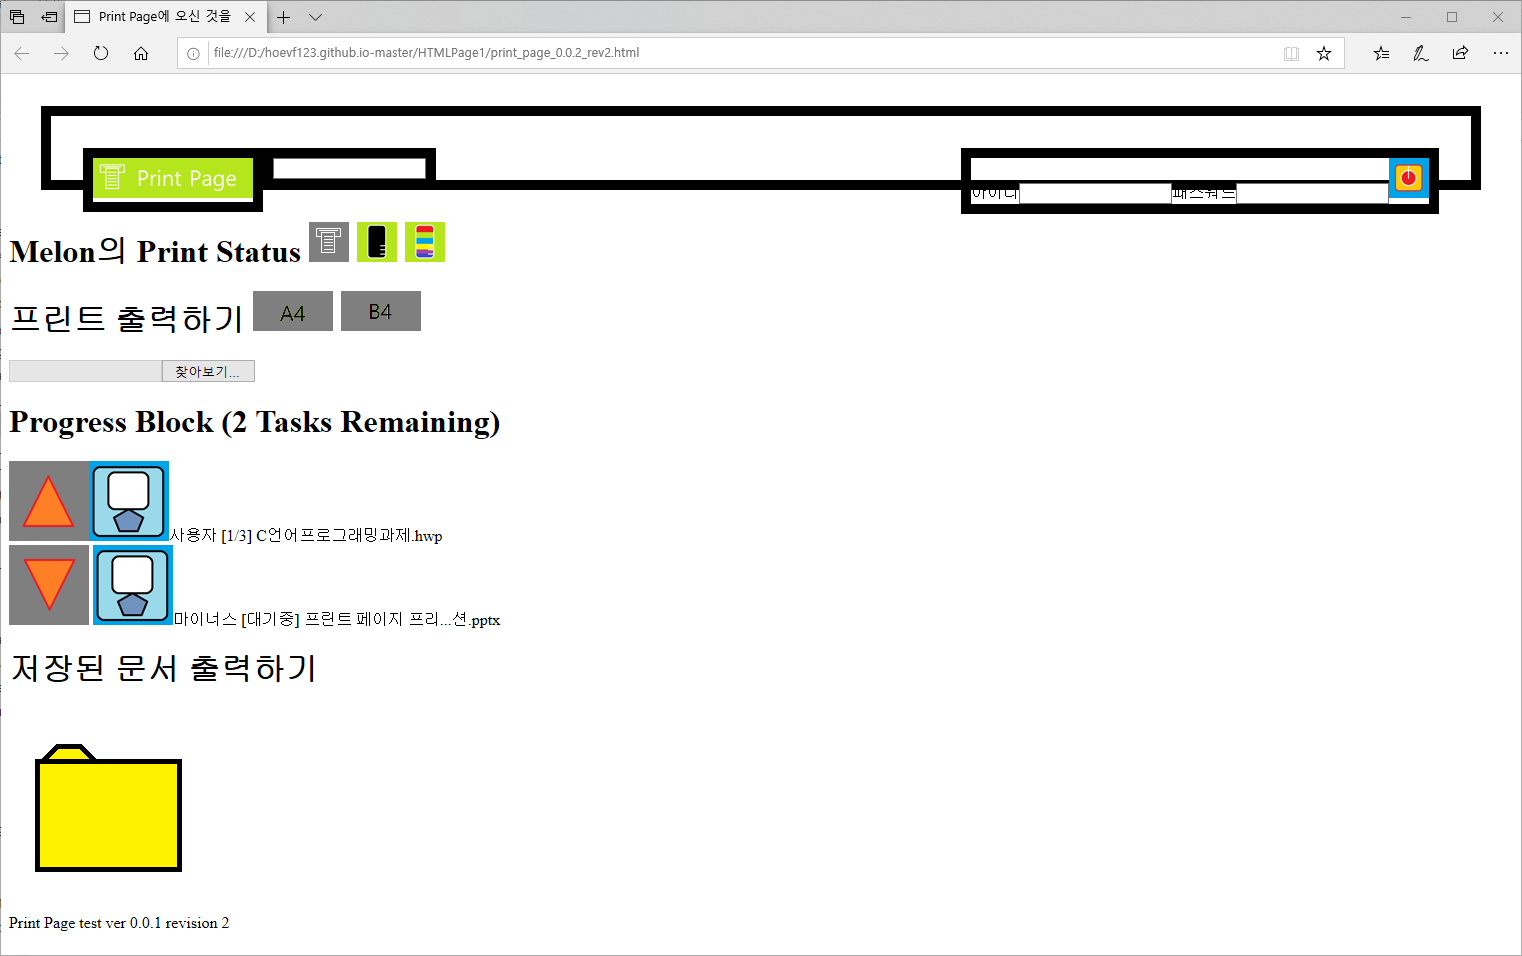 Print Page에 오신 것을
file:///D:/hoevf123.github.io-master/HTMLPage1/print_page_0.0.2_rev2.html
Print Page
아이디 패스워드
Melon의 Print Status
프린트 출력하기 A4 B4
찾아보기...
Progress Block (2 Tasks Remaining)
사용자 [1/3] C언어프로그래밍과제.hwp
마이너스 [대기중] 프린트 페이지 프리...션.pptx
저장된 문서 출력하기
Print Page test ver 0.0.1 revision 2